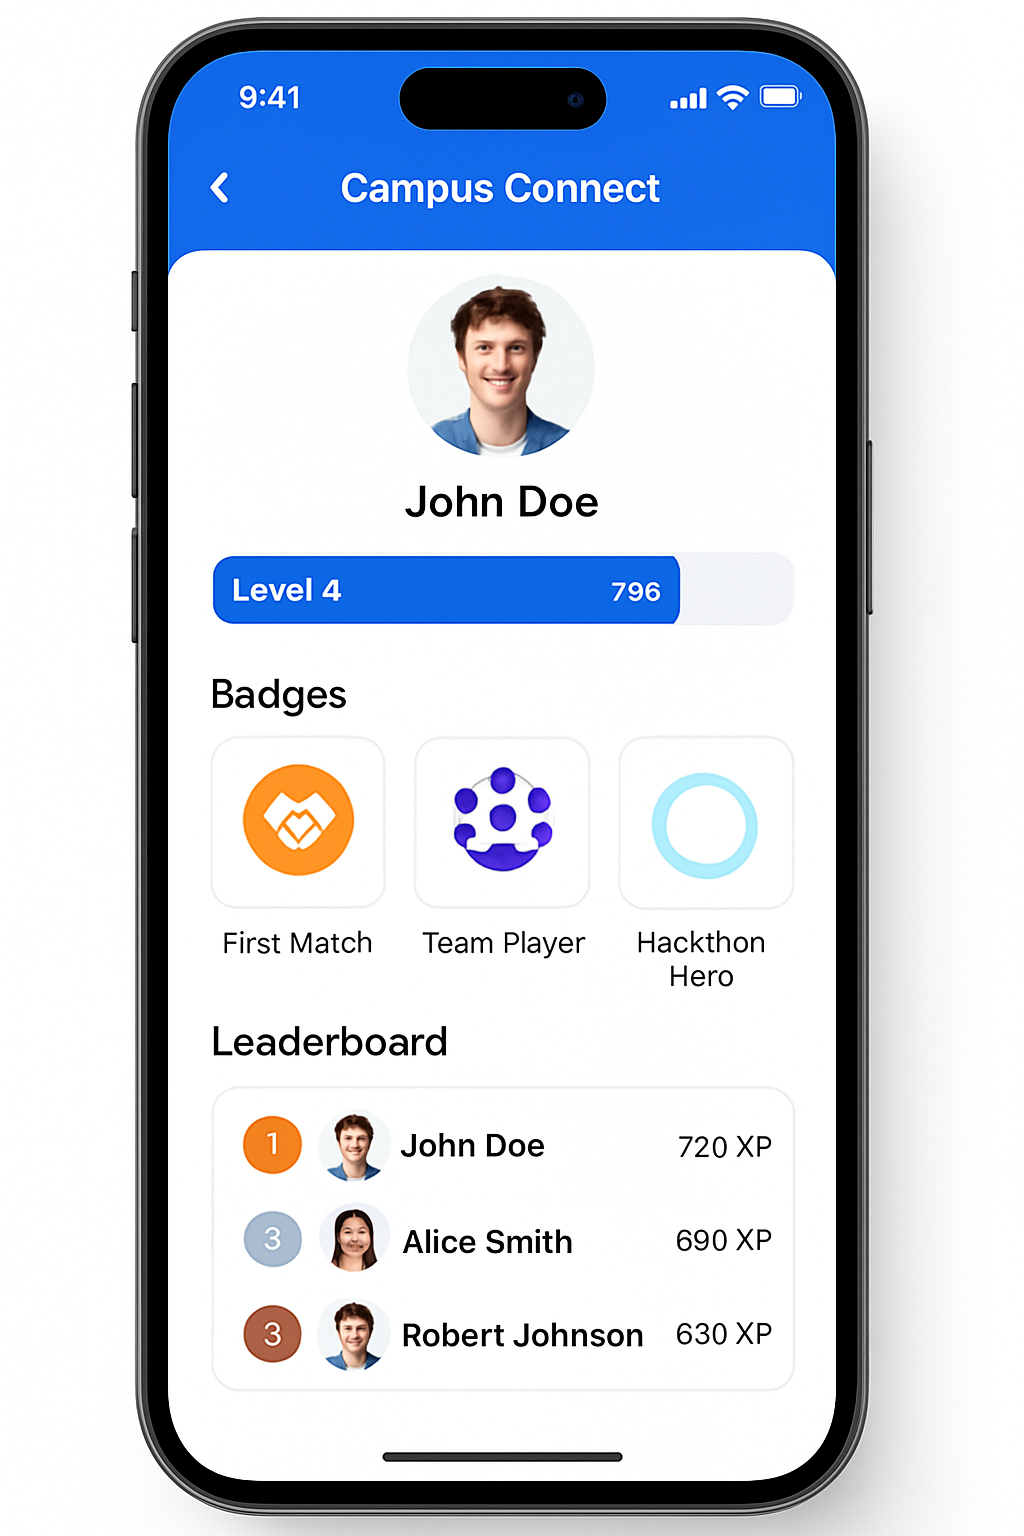 9:41
Campus Connect
John Doe
Level 4 796
Badges
First Match
Team Player
Hackthon
Hero
Leaderboard
1 John Doe 720 XP
3 Alice Smith 690 XP
3 Robert Johnson 630 XP